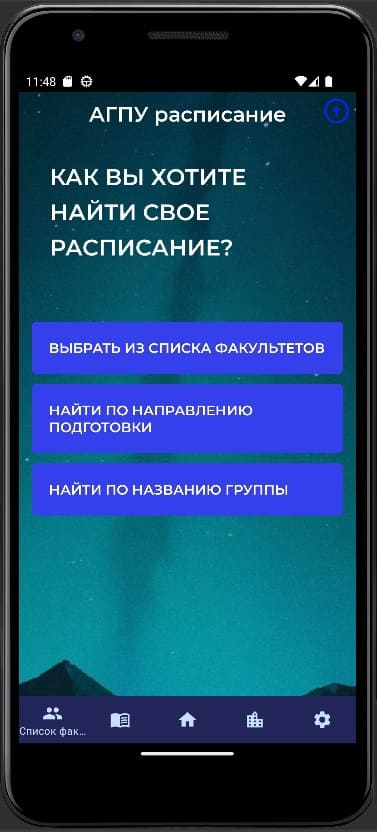 11:48
АГПУ расписание
КАК ВЫ ХОТИТЕ
НАЙТИ СВОЕ
РАСПИСАНИЕ?
ВЫБРАТЬ ИЗ СПИСКА ФАКУЛЬТЕТОВ
НАЙТИ ПО НАПРАВЛЕНИЮ
ПОДГОТОВКИ
НАЙТИ ПО НАЗВАНИЮ ГРУППЫ
Список фак...